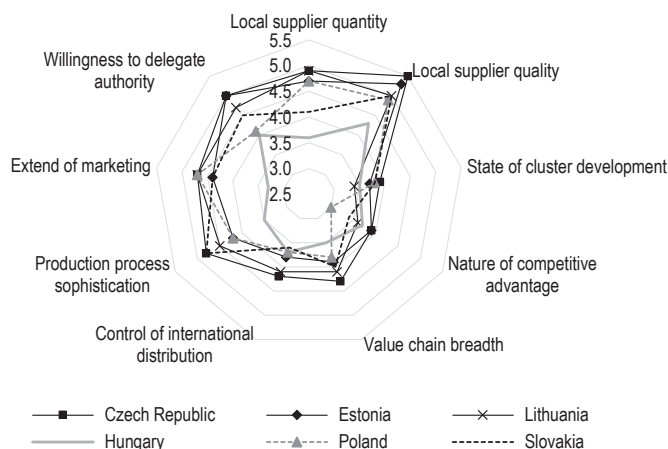 Local supplier quantity
5.5
5.0
4.5
4.0
3.5
3.0
2.5
Willingness to delegate
authority
Local supplier quality
Extend of marketing
State of cluster development
Production process
sophistication
Nature of competitive
advantage
Control of international
distribution
Value chain breadth
Czech Republic
Estonia
Lithuania
Hungary
Poland
Slovakia